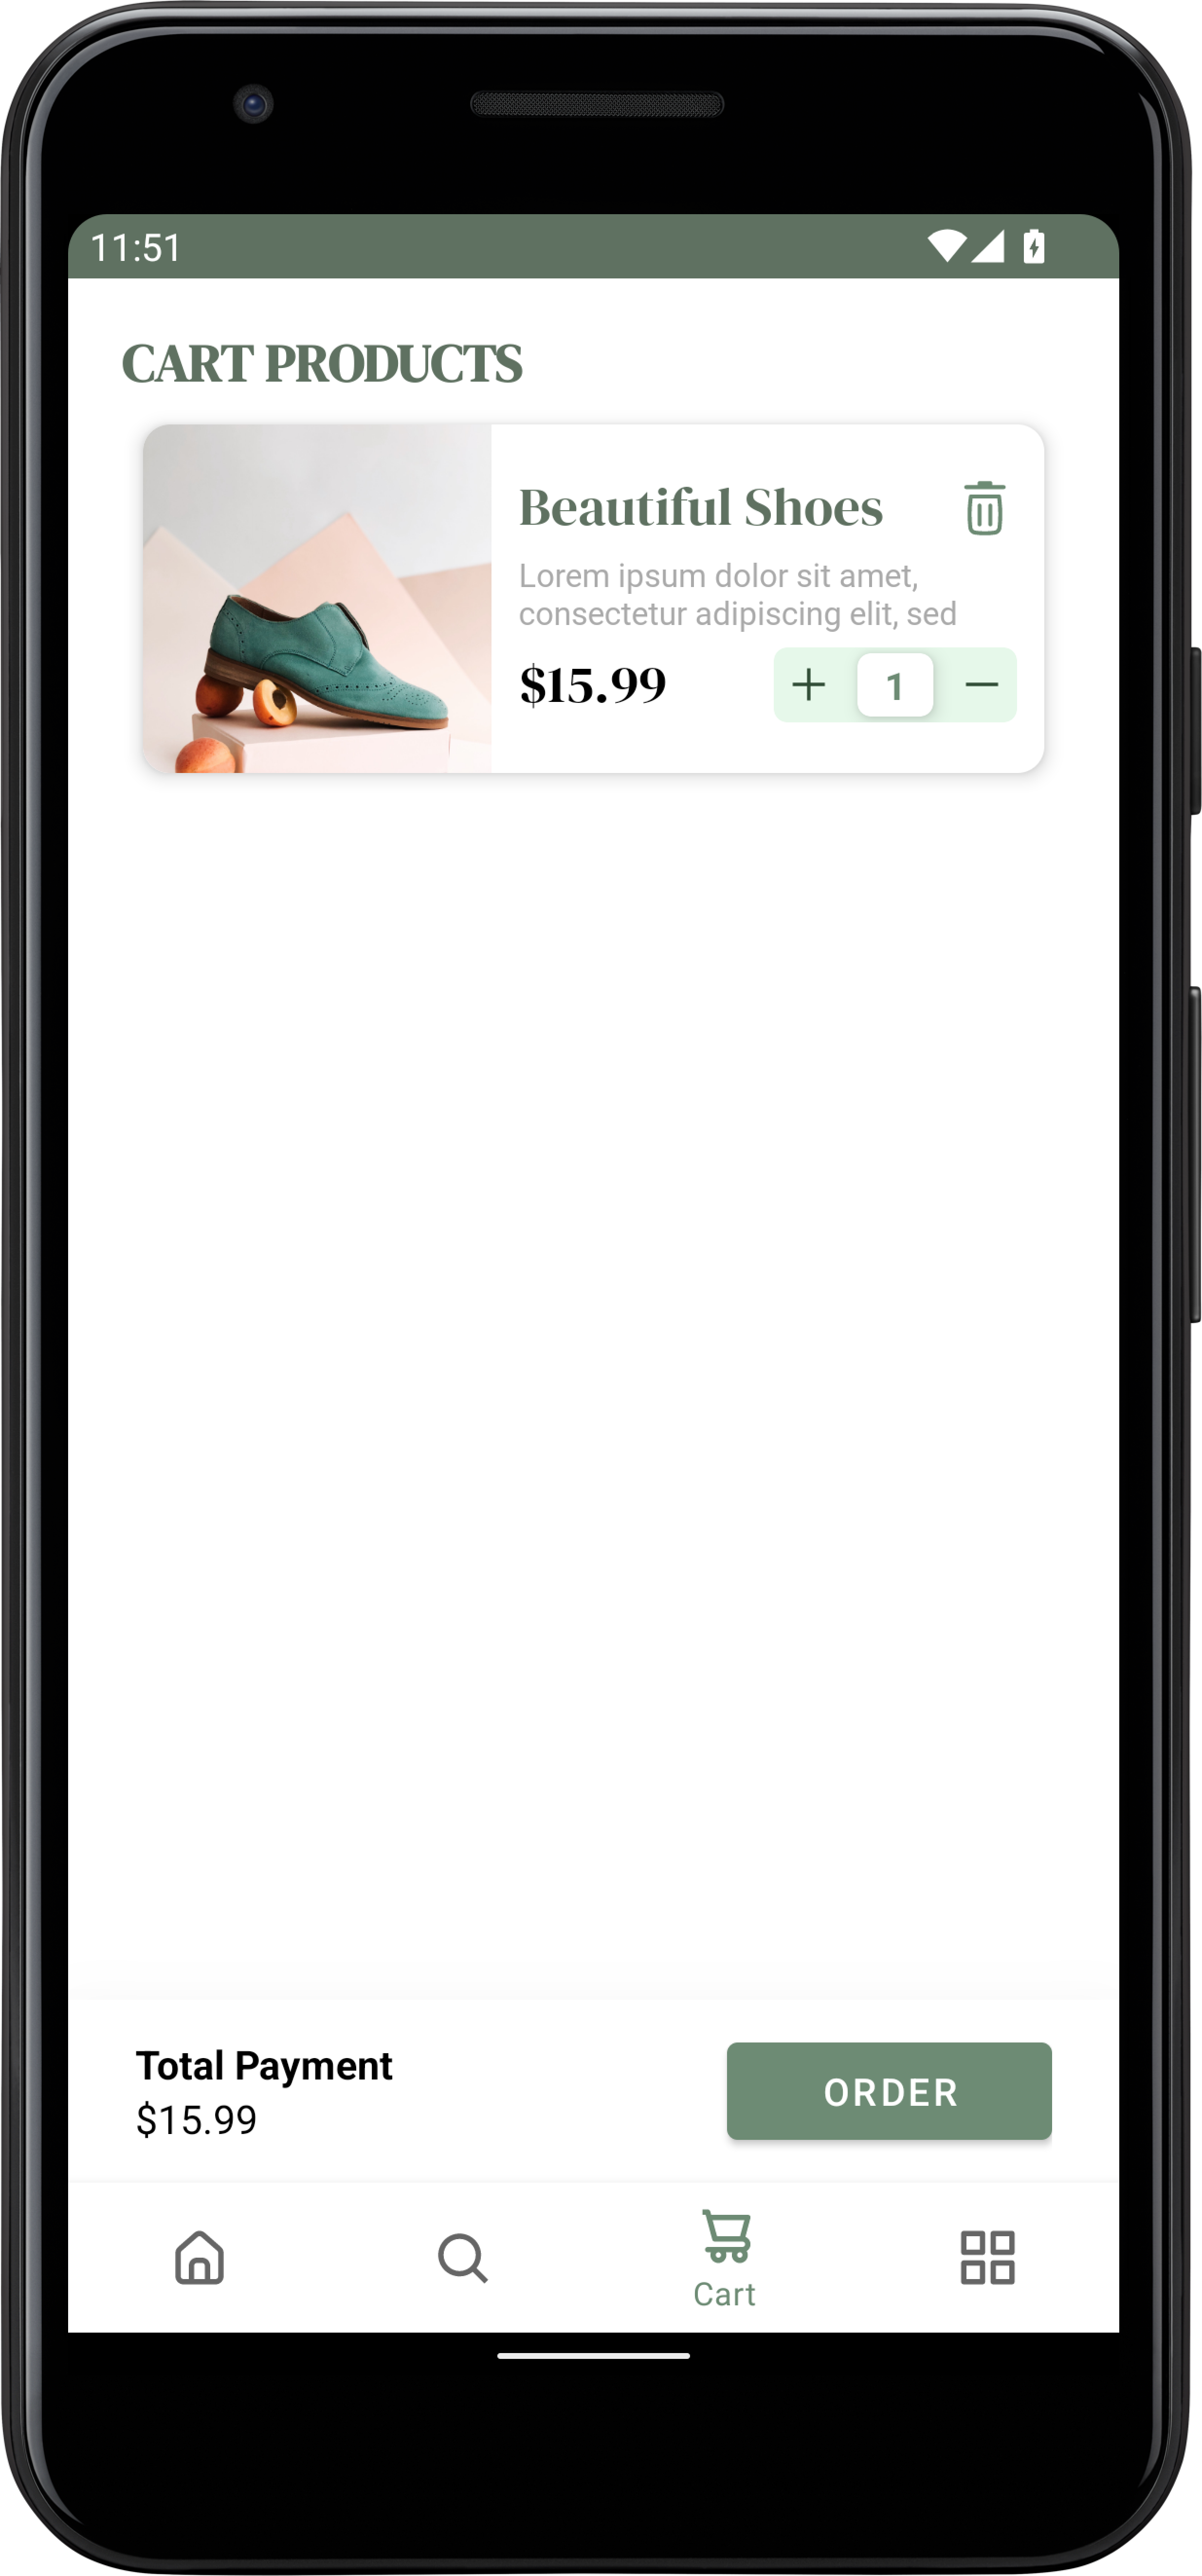 11:51
CART PRODUCTS
Beautiful Shoes
Lorem ipsum dolor sit amet,
consectetur adipiscing elit, sed
$15.99
1
Total Payment
$15.99
ORDER
Cart